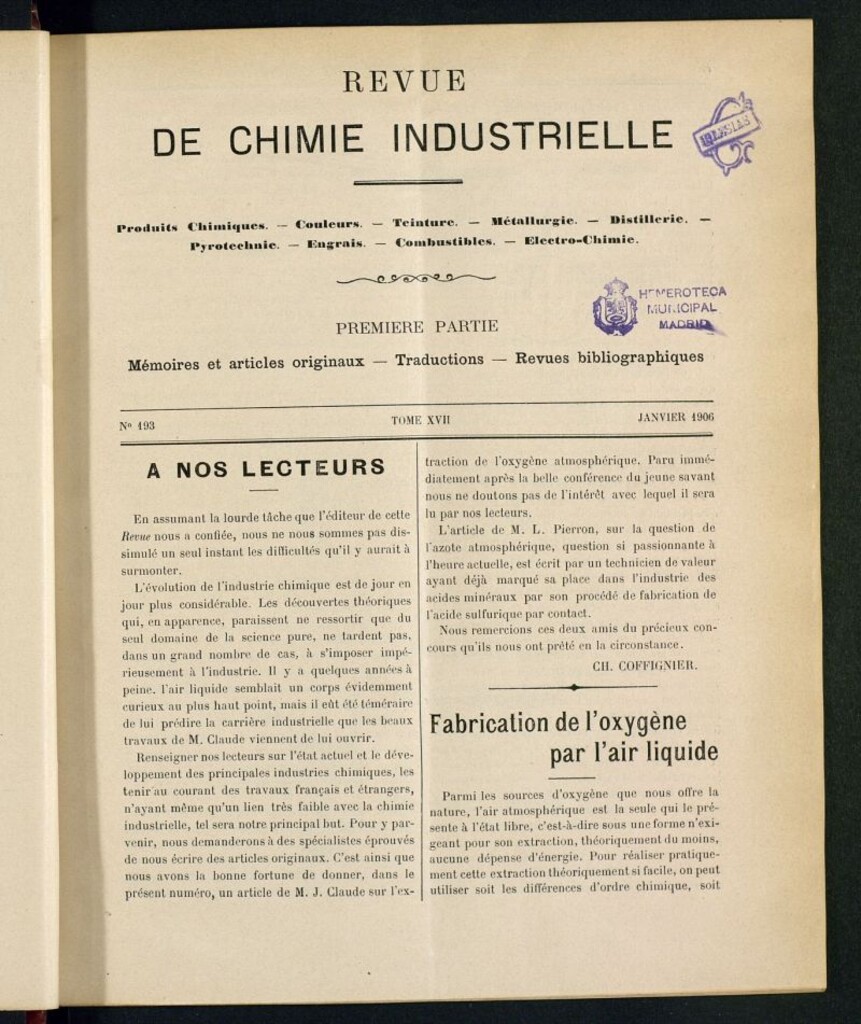 REVUE
DE CHIMIE INDUSTRIELLE
IGLESIAS
Produits Chimiques. — Couleurs. — Teinture. — Métallurgie. — Distillerie. —
Pyrotechnie. — Engrais. — Combustibles. — Electro-Chimie.
HEMEROTECA
MUNICIPAL
MADRID
PREMIERE PARTIE
Mémoires et articles originaux — Traductions — Revues bibliographiques
No 193
TOME XVII
JANVIER 1906
A NOS LECTEURS
En assumant la lourde tâche que l'éditeur de cette
Revue nous a confiée, nous ne nous sommes pas dis-
simulé un seul instant les difficultés qu'il y aurait à
surmonter.
L'évolution de l'industrie chimique est de jour en
jour plus considérable. Les découvertes théoriques
qui, en apparence, paraissent ne ressortir que du
seul domaine de la science pure, ne tardent pas,
dans un grand nombre de cas, à s'imposer impé-
rieusement à l'industrie. Il y a quelques années à
peine, l'air liquide semblait un corps évidemment
curieux au plus haut point, mais il eût été téméraire
de lui prédire la carrière industrielle que les beaux
travaux de M. Claude viennent de lui ouvrir.
Renseigner nos lecteurs sur l'état actuel et le déve-
loppement des principales industries chimiques, les
tenir au courant des travaux français et étrangers,
n'ayant même qu'un lien très faible avec la chimie
industrielle, tel sera notre principal but. Pour y par-
venir, nous demanderons à des spécialistes éprouvés
de nous écrire des articles originaux. C'est ainsi que
nous avons la bonne fortune de donner, dans le
présent numéro, un article de M. J. Claude sur l'ex-
traction de l'oxygène atmosphérique. Paru immé-
diatement après la belle conférence du jeune savant
nous ne doutons pas de l'intérêt avec lequel il sera
lu par nos lecteurs.
L'article de M. L. Pierron, sur la question de
l'azote atmosphérique, question si passionnante à
l'heure actuelle, est écrit par un technicien de valeur
ayant déjà marqué sa place dans l'industrie des
acides minéraux par son procédé de fabrication de
l'acide sulfurique par contact.
Nous remercions ces deux amis du précieux con-
cours qu'ils nous ont prêté en la circonstance.
CH. COFFIGNIER.
Fabrication de l'oxygène
par l'air liquide
Parmi les sources d'oxygène que nous offre la
nature, l'air atmosphérique est la seule qui le pré-
sente à l'état libre, c'est-à-dire sous une forme n'exi-
geant pour son extraction, théoriquement du moins,
aucune dépense d'énergie. Pour réaliser pratique-
ment cette extraction théoriquement si facile, on peut
utiliser soit les différences d'ordre chimique, soit